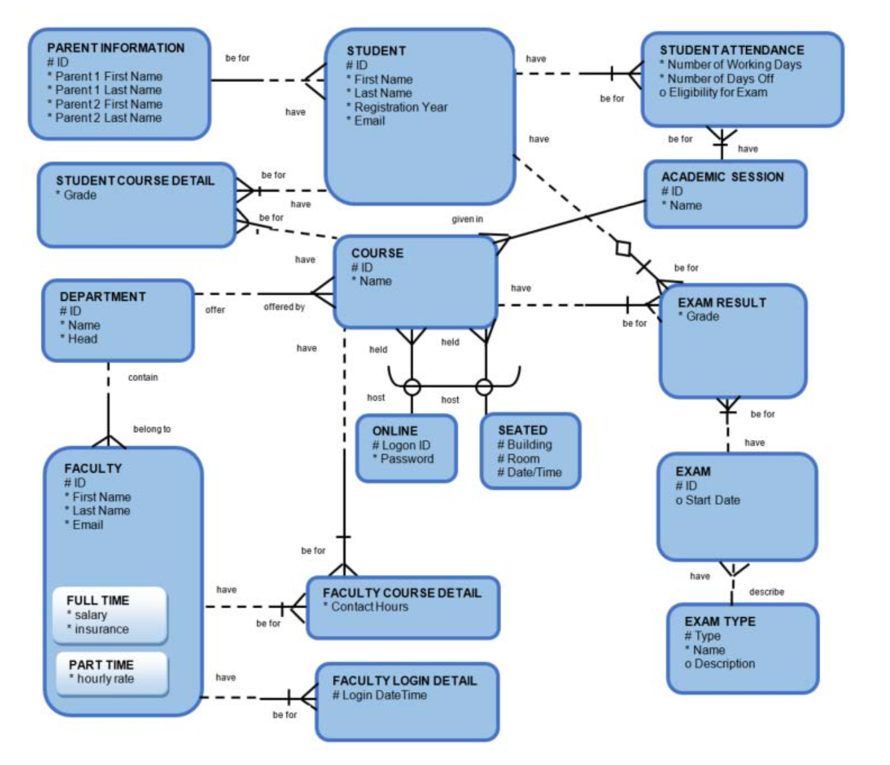 PARENT INFORMATION
# ID
* Parent 1 First Name
* Parent 1 Last Name
* Parent 2 First Name
* Parent 2 Last Name
be for
have
STUDENT
# ID
* First Name
* Last Name
* Registration Year
* Email
have
be for
STUDENT ATTENDANCE
* Number of Working Days
* Number of Days Off
o Eligibility for Exam
be for
have
have
STUDENT COURSE DETAIL
* Grade
be for
have
be for
have
given in
ACADEMIC SESSION
# ID
* Name
COURSE
# ID
* Name
DEPARTMENT
# ID
* Name
* Head
offer
offered by
have
be for
be for
EXAM RESULT
* Grade
contain
belong to
have
held
held
host
host
ONLINE
# Logon ID
* Password
SEATED
# Building
# Room
# Date/Time
be for
have
FACULTY
# ID
* First Name
* Last Name
* Email
FULL TIME
* salary
* insurance
PART TIME
* hourly rate
EXAM
# ID
o Start Date
be for
have
be for
FACULTY COURSE DETAIL
* Contact Hours
have
describe
EXAM TYPE
# Type
* Name
o Description
have
be for
FACULTY LOGIN DETAIL
# Login DateTime